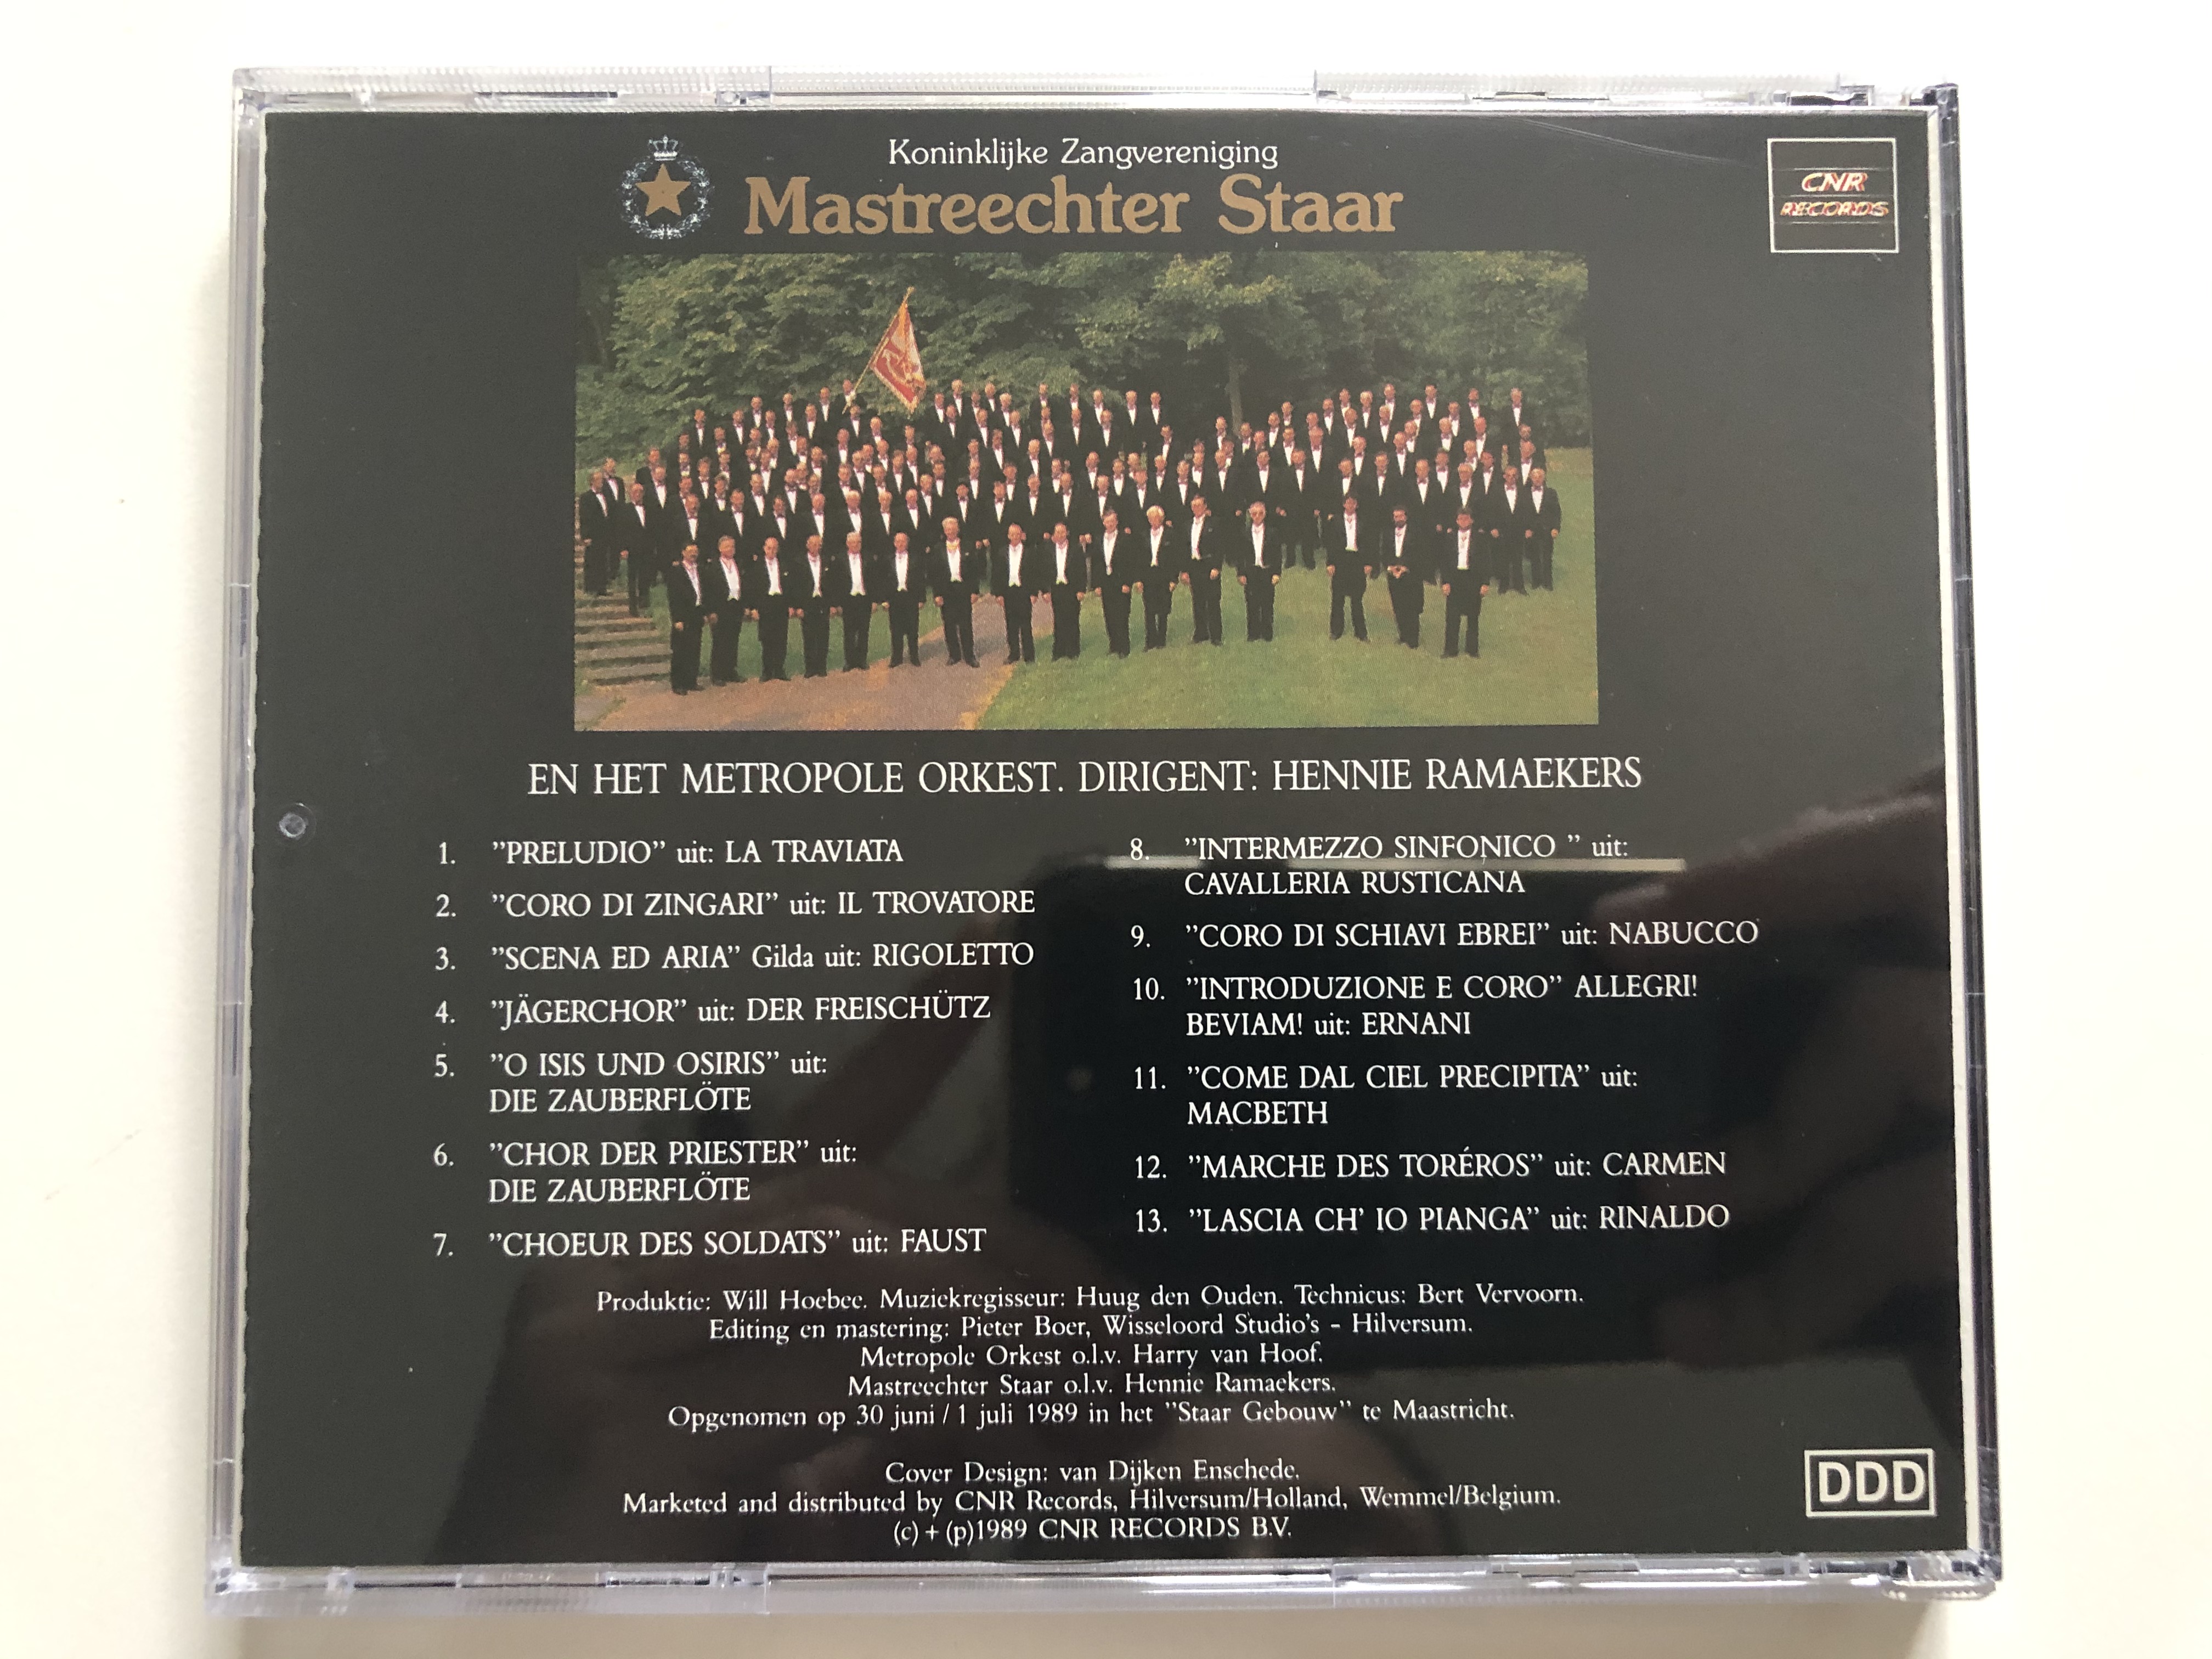 Koninklijke Zangvereniging
Mastreechter Staar
CNR
RECORDS
EN HET METROPOLE ORKEST. DIRIGENT: HENNIE RAMAEKERS
1. ”PRELUDIO” uit: LA TRAVIATA
2. ”CORO DI ZINGARI” uit: IL TROVATORE
3. ”SCENA ED ARIA” Gilda uit: RIGOLETTO
4. ”JÄGERCHOR” uit: DER FREISCHÜTZ
5. ”O ISIS UND OSIRIS” uit:
DIE ZAUBERFLÖTE
6. ”CHOR DER PRIESTER” uit:
DIE ZAUBERFLÖTE
7. ”CHOEUR DES SOLDATS” uit: FAUST
8. ”INTERMEZZO SINFONICO ” uit:
CAVALLERIA RUSTICANA
9. ”CORO DI SCHIAVI EBREI” uit: NABUCCO
10. ”INTRODUZIONE E CORO” ALLEGRI!
BEVIAM! uit: ERNANI
11. ”COME DAL CIEL PRECIPITA” uit:
MACBETH
12. ”MARCHE DES TORÉROS” uit: CARMEN
13. ”LASCIA CH’ IO PIANGA” uit: RINALDO
Produktie: Will Hoebee. Muziekregisseur: Huug den Ouden. Technicus: Bert Vervoorn.
Editing en mastering: Pieter Boer, Wisseloord Studio’s – Hilversum.
Metropole Orkest o.l.v. Harry van Hoof.
Mastreechter Staar o.l.v. Hennie Ramaekers.
Opgenomen op 30 juni / 1 juli 1989 in het ”Staar Gebouw” te Maastricht.
Cover Design: van Dijken Enschede.
Marketed and distributed by CNR Records, Hilversum/Holland, Wemmel/Belgium.
(c) + (p)1989 CNR RECORDS B.V.
DDD